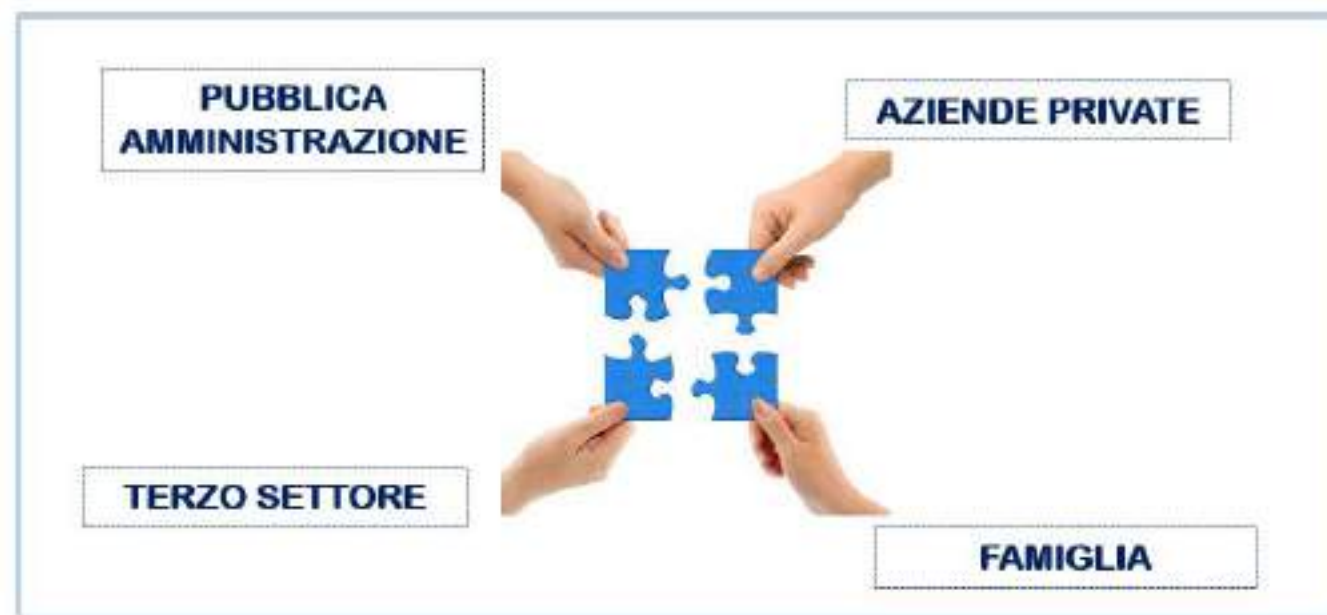 PUBBLICA
AMMINISTRAZIONE
AZIENDE PRIVATE
TERZO SETTORE
FAMIGLIA